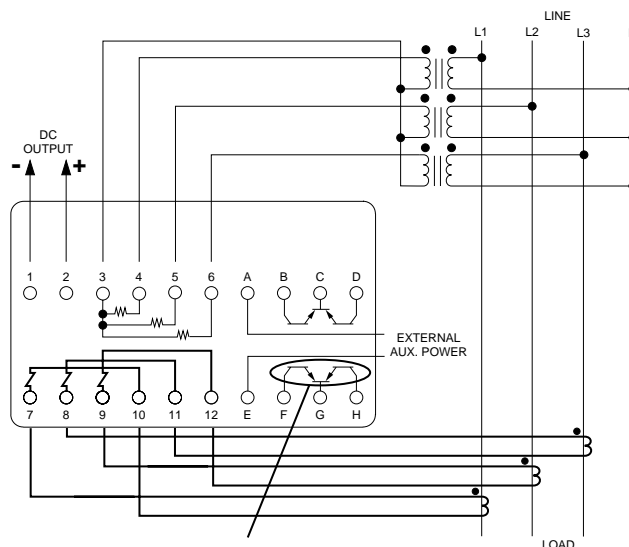 LINE
L1 L2 L3
DC
OUTPUT
- +
1 2 3 4 5 6 A B C D
EXTERNAL
AUX. POWER
7 8 9 10 11 12 E F G H
LOAD